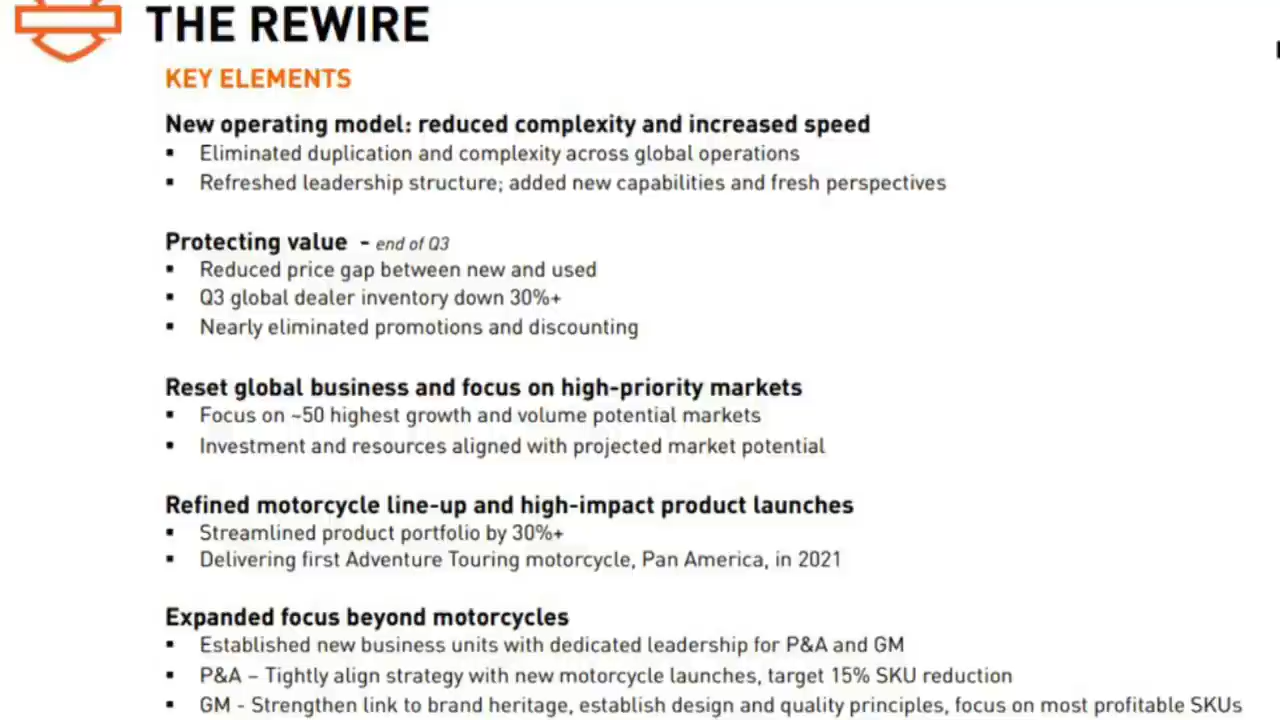 THE REWIRE
KEY ELEMENTS
New operating model: reduced complexity and increased speed
▪ Eliminated duplication and complexity across global operations
▪ Refreshed leadership structure; added new capabilities and fresh perspectives
Protecting value - end of Q3
▪ Reduced price gap between new and used
▪ Q3 global dealer inventory down 30%+
▪ Nearly eliminated promotions and discounting
Reset global business and focus on high-priority markets
▪ Focus on ~50 highest growth and volume potential markets
▪ Investment and resources aligned with projected market potential
Refined motorcycle line-up and high-impact product launches
▪ Streamlined product portfolio by 30%+
▪ Delivering first Adventure Touring motorcycle, Pan America, in 2021
Expanded focus beyond motorcycles
▪ Established new business units with dedicated leadership for P&A and GM
▪ P&A – Tightly align strategy with new motorcycle launches, target 15% SKU reduction
▪ GM - Strengthen link to brand heritage, establish design and quality principles, focus on most profitable SKUs